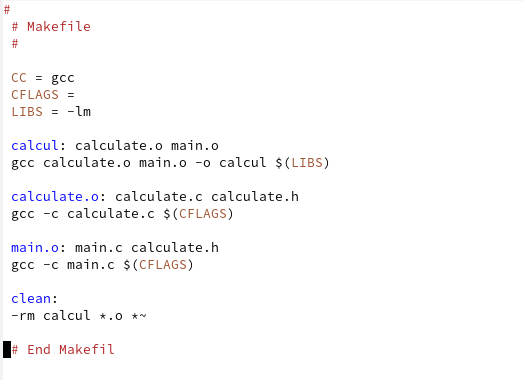 #
# Makefile
#
CC = gcc
CFLAGS =
LIBS = -lm
calcul: calculate.o main.o
gcc calculate.o main.o -o calcul $(LIBS)
calculate.o: calculate.c calculate.h
gcc -c calculate.c $(CFLAGS)
main.o: main.c calculate.h
gcc -c main.c $(CFLAGS)
clean:
-rm calcul *.o *~
# End Makefil